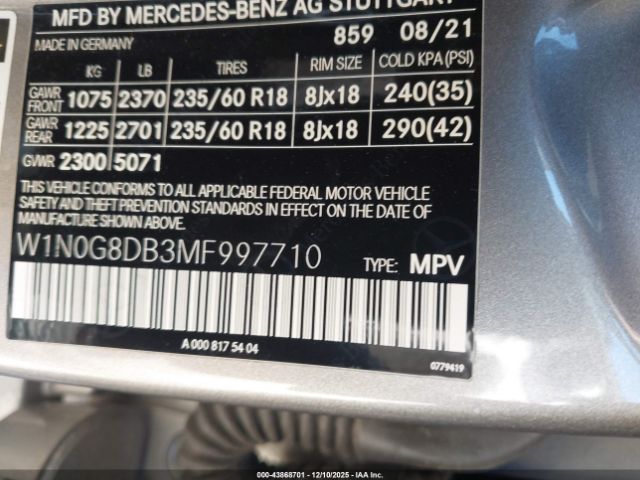 MFD BY MERCEDES-BENZ AG STUTTGART
MADE IN GERMANY 859 08/21
KG LB TIRES RIM SIZE COLD KPA (PSI)
GAWR FRONT 1075 2370 235/60 R18 8Jx18 240(35)
GAWR REAR 1225 2701 235/60 R18 8Jx18 290(42)
GVWR 2300 5071
THIS VEHICLE CONFORMS TO ALL APPLICABLE FEDERAL MOTOR VEHICLE
SAFETY AND THEFT PREVENTION STANDARDS IN EFFECT ON THE DATE OF
MANUFACTURE SHOWN ABOVE.
W1N0G8DB3MF997710 TYPE: MPV
A 000 817 54 04
0779419
000-43868701 - 12/10/2025 - IAA Inc.